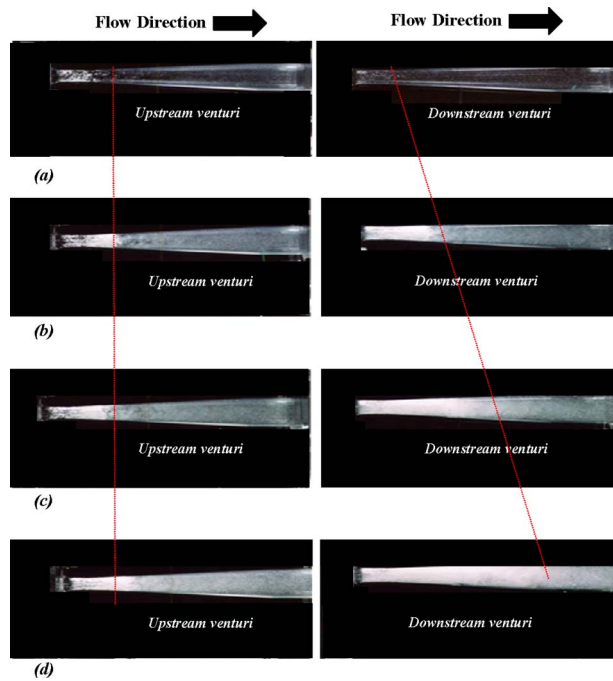 Flow Direction
Flow Direction
Upstream venturi
Downstream venturi
(a)
Upstream venturi
Downstream venturi
(b)
Upstream venturi
Downstream venturi
(c)
Upstream venturi
Downstream venturi
(d)